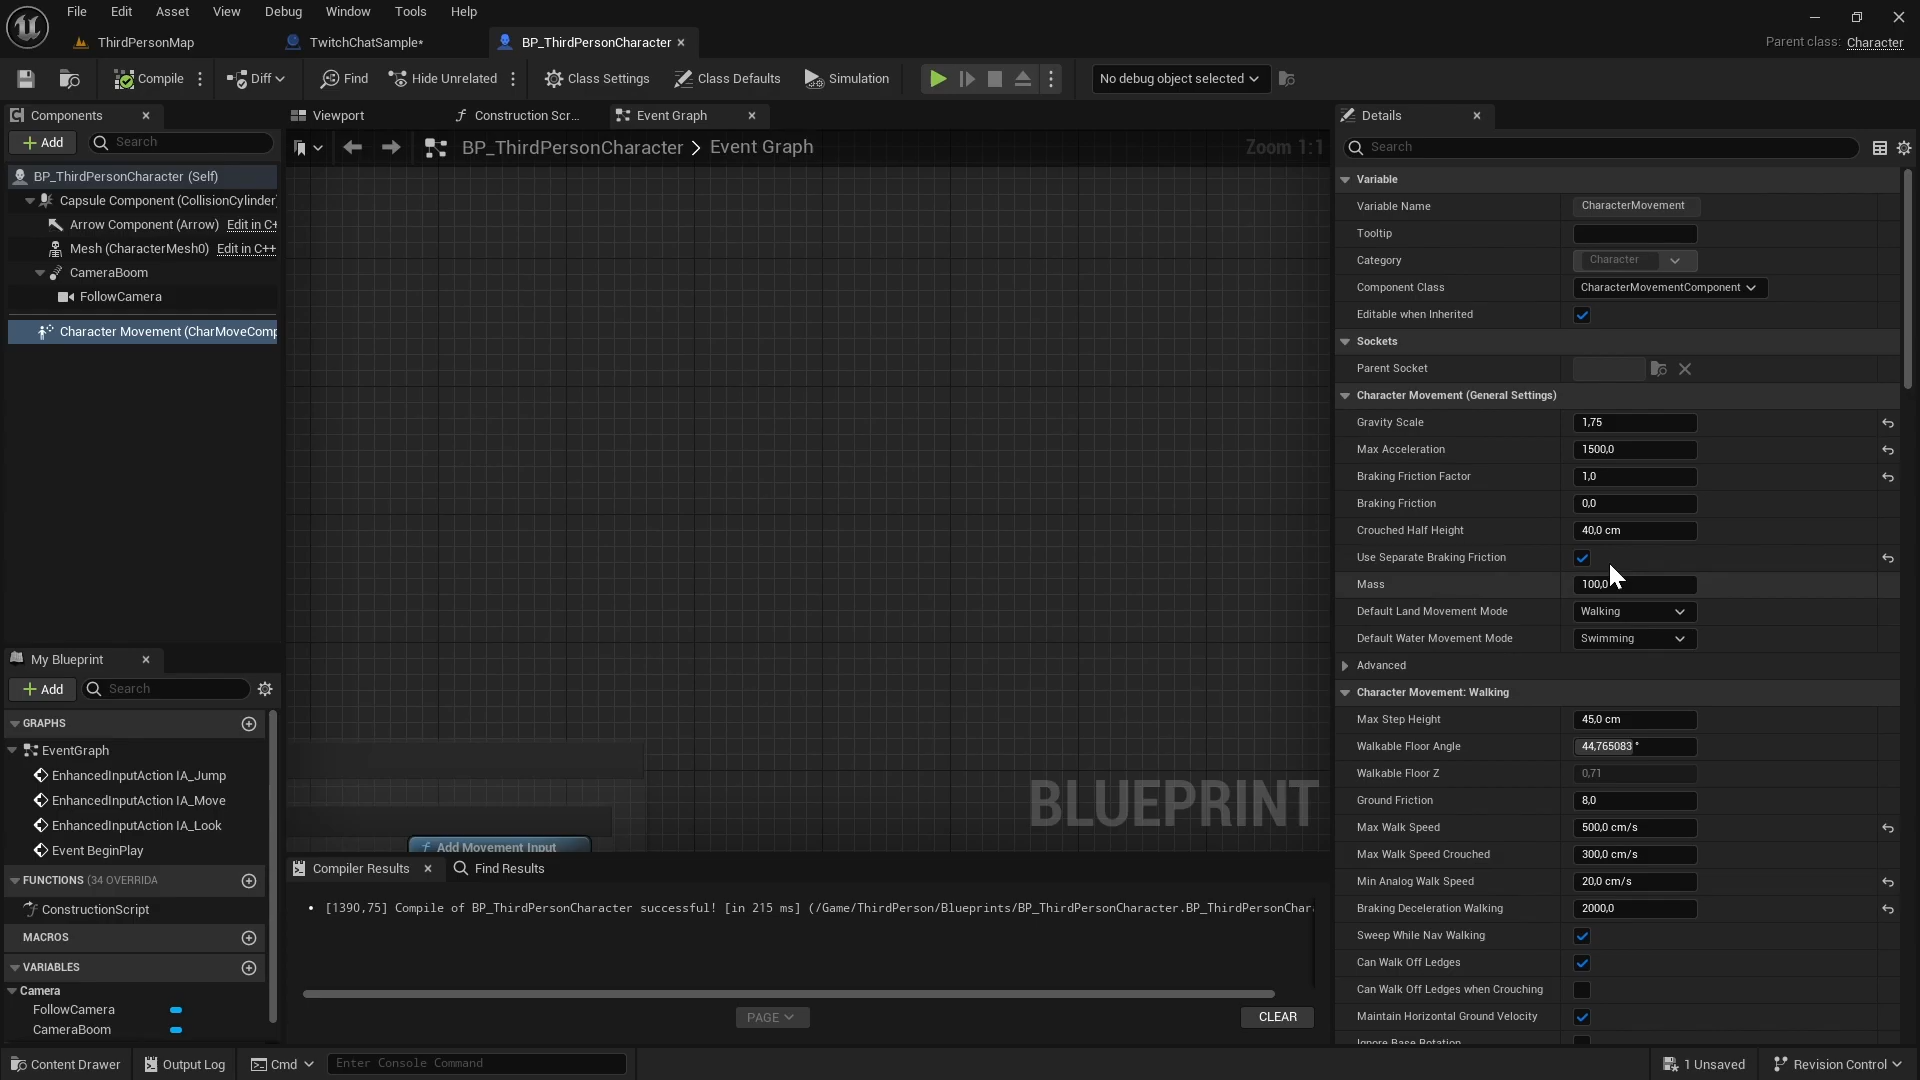 File Edit Asset View Debug Window Tools Help
ThirdPersonMap TwitchChatSample* BP_ThirdPersonCharacter
Parent class: Character
Compile Diff Find Hide Unrelated Class Settings Class Defaults Simulation No debug object selected
Components
Add Search
BP_ThirdPersonCharacter (Self)
Capsule Component (CollisionCylinder
Arrow Component (Arrow) Edit in C+
Mesh (CharacterMesh0) Edit in C++
CameraBoom
FollowCamera
Character Movement (CharMoveComp
My Blueprint
Add Search
GRAPHS
EventGraph
EnhancedInputAction IA_Jump
EnhancedInputAction IA_Move
EnhancedInputAction IA_Look
Event BeginPlay
FUNCTIONS (34 OVERRIDA
ConstructionScript
MACROS
VARIABLES
Camera
FollowCamera
CameraBoom
Viewport Construction Scr... Event Graph
BP_ThirdPersonCharacter > Event Graph Zoom 1:1
BLUEPRINT
f Add Movement Input
Compiler Results Find Results
• [1390,75] Compile of BP_ThirdPersonCharacter successful! [in 215 ms] (/Game/ThirdPerson/Blueprints/BP_ThirdPersonCharacter.BP_ThirdPersonChara
PAGE CLEAR
Details
Search
Variable
Variable Name CharacterMovement
Tooltip
Category Character
Component Class CharacterMovementComponent
Editable when Inherited
Sockets
Parent Socket
Character Movement (General Settings)
Gravity Scale 1,75
Max Acceleration 1500,0
Braking Friction Factor 1,0
Braking Friction 0,0
Crouched Half Height 40,0 cm
Use Separate Braking Friction
Mass 100,0
Default Land Movement Mode Walking
Default Water Movement Mode Swimming
Advanced
Character Movement: Walking
Max Step Height 45,0 cm
Walkable Floor Angle 44,765083 °
Walkable Floor Z 0,71
Ground Friction 8,0
Max Walk Speed 500,0 cm/s
Max Walk Speed Crouched 300,0 cm/s
Min Analog Walk Speed 20,0 cm/s
Braking Deceleration Walking 2000,0
Sweep While Nav Walking
Can Walk Off Ledges
Can Walk Off Ledges when Crouching
Maintain Horizontal Ground Velocity
Ignore Base Rotation
Content Drawer Output Log Cmd Enter Console Command 1 Unsaved Revision Control